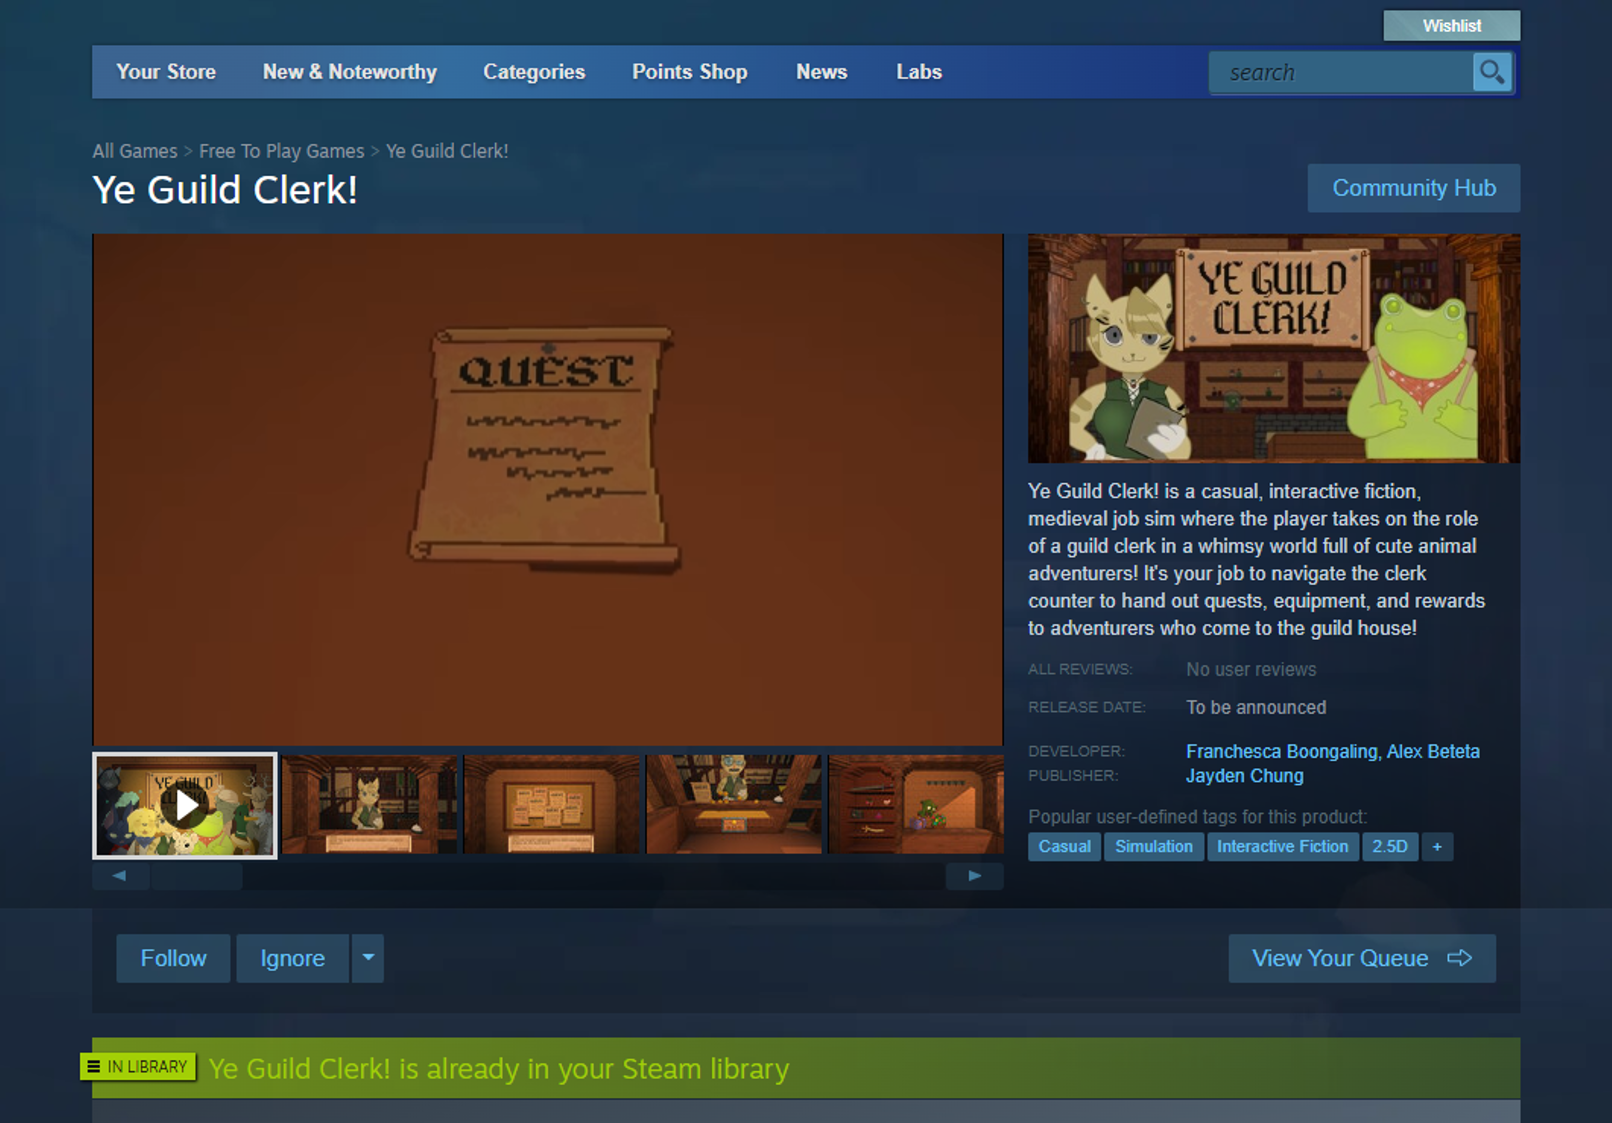 Wishlist
Your Store New & Noteworthy Categories Points Shop News Labs search
All Games > Free To Play Games > Ye Guild Clerk!
Ye Guild Clerk!
Community Hub
QUEST
YE GUILD
CLERK!
Ye Guild Clerk! is a casual, interactive fiction,
medieval job sim where the player takes on the role
of a guild clerk in a whimsy world full of cute animal
adventurers! It's your job to navigate the clerk
counter to hand out quests, equipment, and rewards
to adventurers who come to the guild house!
ALL REVIEWS: No user reviews
RELEASE DATE: To be announced
DEVELOPER: Franchesca Boongaling, Alex Beteta
PUBLISHER: Jayden Chung
Popular user-defined tags for this product:
Casual Simulation Interactive Fiction 2.5D +
YE GUILD
CLERK!
Follow Ignore View Your Queue
IN LIBRARY Ye Guild Clerk! is already in your Steam library